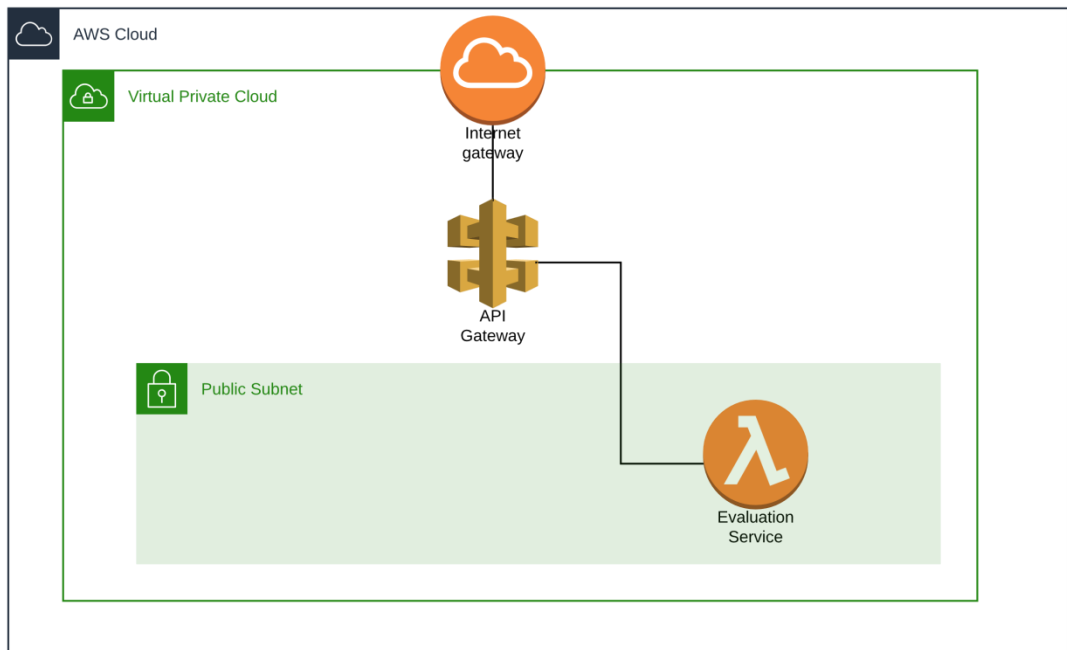 AWS Cloud
Virtual Private Cloud
Internet
gateway
API
Gateway
Public Subnet
Evaluation
Service